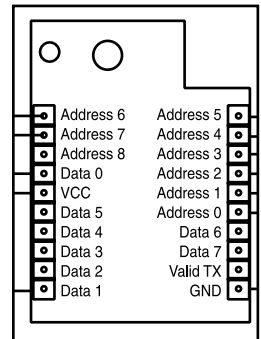 Address 6 Address 5
Address 7 Address 4
Address 8 Address 3
Data 0 Address 2
VCC Address 1
Data 5 Address 0
Data 4 Data 6
Data 3 Data 7
Data 2 Valid TX
Data 1 GND